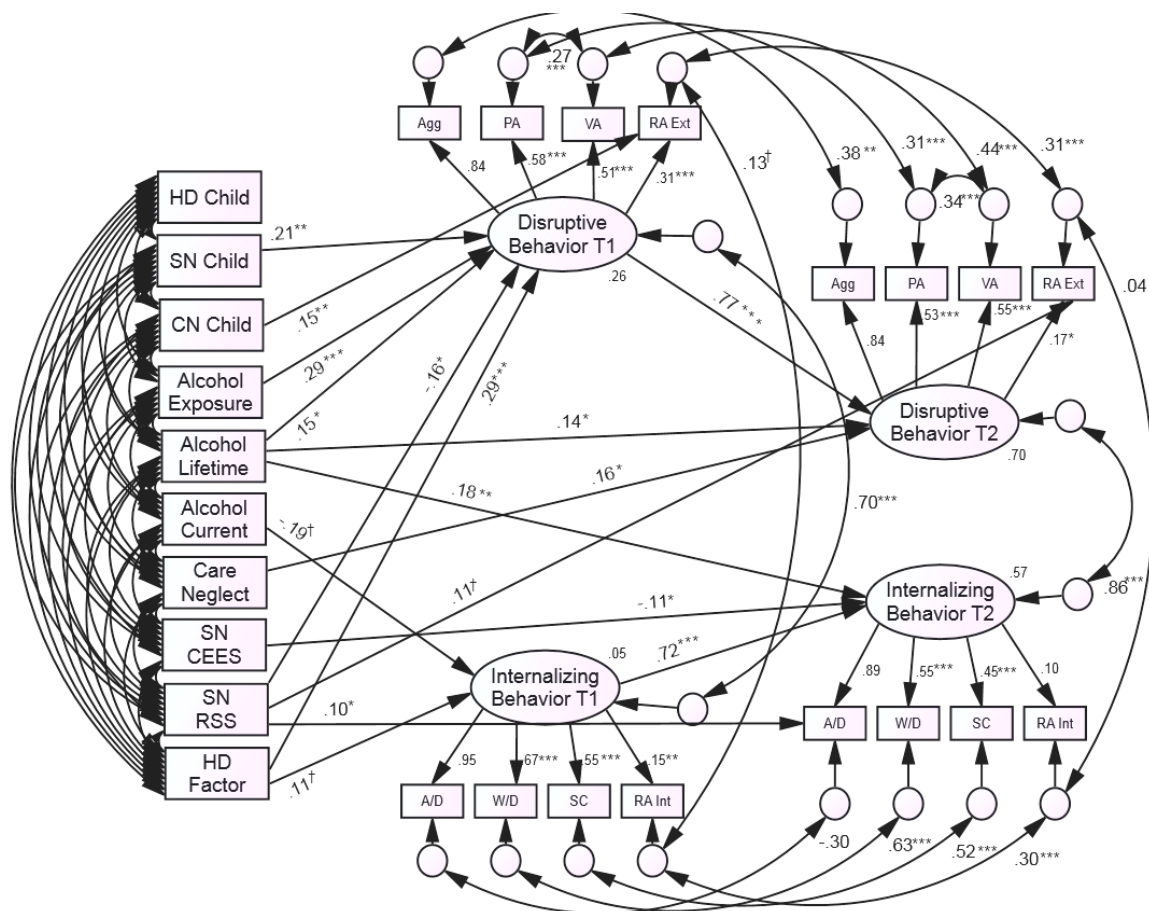 .27
***
Agg
PA
VA
RA Ext
.84
.58***
.51***
.31***
.13†
.38**
.31***
.44***
.31***
.34***
HD Child
SN Child
CN Child
Alcohol
Exposure
Alcohol
Lifetime
Alcohol
Current
Care
Neglect
SN
CEES
SN
RSS
HD
Factor
.21**
.15**
.29***
.15*
-.16*
.29***
Disruptive
Behavior T1
.26
.77***
Agg
PA
VA
RA Ext
.04
.84
.53***
.55***
.17*
Disruptive
Behavior T2
.70
.14*
.16*
.18**
-.19†
.11†
.70***
-.11*
.72***
.10*
.11†
Internalizing
Behavior T2
.57
.86***
Internalizing
Behavior T1
.05
.89
.55***
.45***
.10
A/D
W/D
SC
RA Int
.95
.67***
.55***
.15**
A/D
W/D
SC
RA Int
-.30
.63***
.52***
.30***